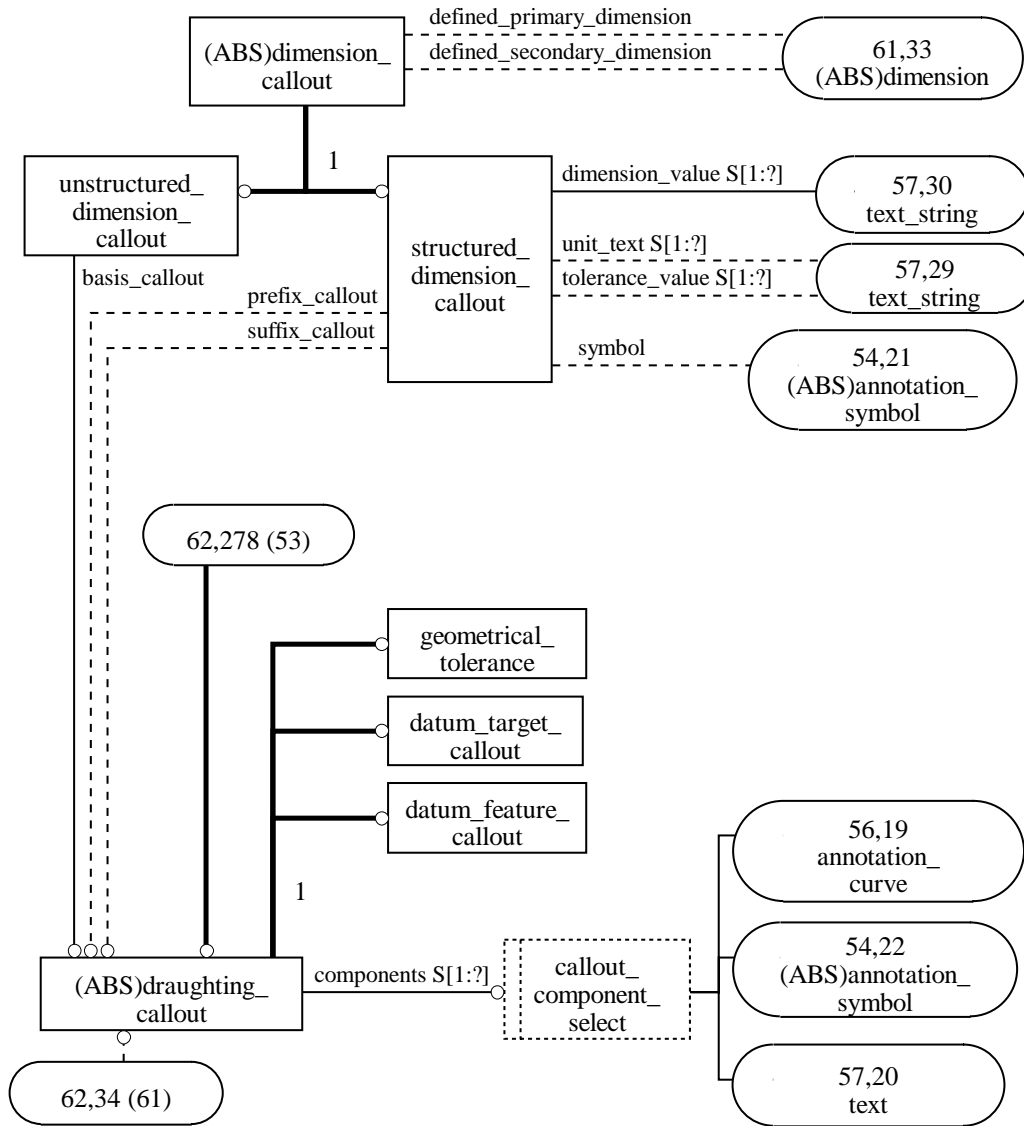 defined_primary_dimension
(ABS)dimension_
callout
defined_secondary_dimension
61,33
(ABS)dimension
1
unstructured_
dimension_
callout
structured_
dimension_
callout
dimension_value S[1:?]
57,30
text_string
unit_text S[1:?]
tolerance_value S[1:?]
57,29
text_string
basis_callout
prefix_callout
suffix_callout
symbol
54,21
(ABS)annotation_
symbol
62,278 (53)
geometrical_
tolerance
datum_target_
callout
datum_feature_
callout
1
56,19
annotation_
curve
(ABS)draughting_
callout
components S[1:?]
callout_
component_
select
54,22
(ABS)annotation_
symbol
62,34 (61)
57,20
text